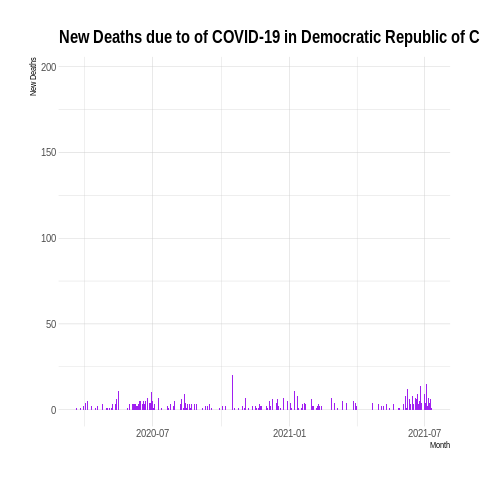 New Deaths due to of COVID-19 in Democratic Republic of C
New Deaths
200
150
100
50
0
2020-07 2021-01 2021-07
Month